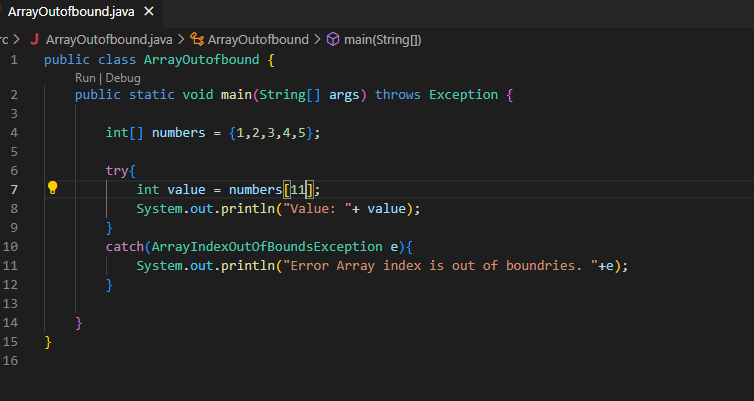 ArrayOutofbound.java ×
rc > J ArrayOutofbound.java > ArrayOutofbound > main(String[])
1 public class ArrayOutofbound {
Run | Debug
2 public static void main(String[] args) throws Exception {
3
4 int[] numbers = {1,2,3,4,5};
5
6 try{
7 int value = numbers[11];
8 System.out.println("Value: "+ value);
9 }
10 catch(ArrayIndexOutOfBoundsException e){
11 System.out.println("Error Array index is out of boundries. "+e);
12 }
13
14 }
15 }
16